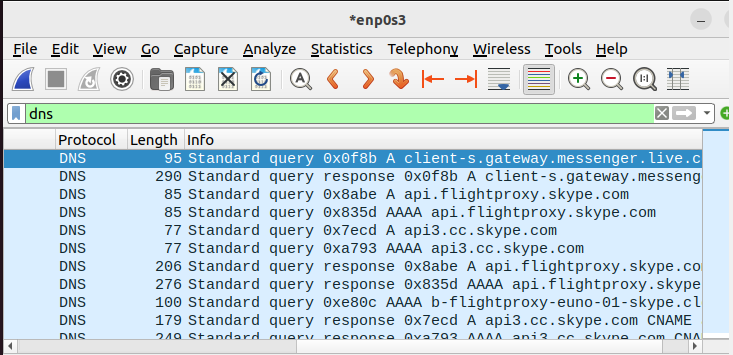 *enp0s3
File Edit View Go Capture Analyze Statistics Telephony Wireless Tools Help
dns
Protocol Length Info
DNS 95 Standard query 0x0f8b A client-s.gateway.messenger.live.c
DNS 290 Standard query response 0x0f8b A client-s.gateway.messeng
DNS 85 Standard query 0x8abe A api.flightproxy.skype.com
DNS 85 Standard query 0x835d AAAA api.flightproxy.skype.com
DNS 77 Standard query 0x7ecd A api3.cc.skype.com
DNS 77 Standard query 0xa793 AAAA api3.cc.skype.com
DNS 206 Standard query response 0x8abe A api.flightproxy.skype.co
DNS 276 Standard query response 0x835d AAAA api.flightproxy.skype
DNS 100 Standard query 0xe80c AAAA b-flightproxy-euno-01-skype.cl
DNS 179 Standard query response 0x7ecd A api3.cc.skype.com CNAME
DNS 249 Standard query response 0xa793 AAAA api3.cc.skype.com CNA